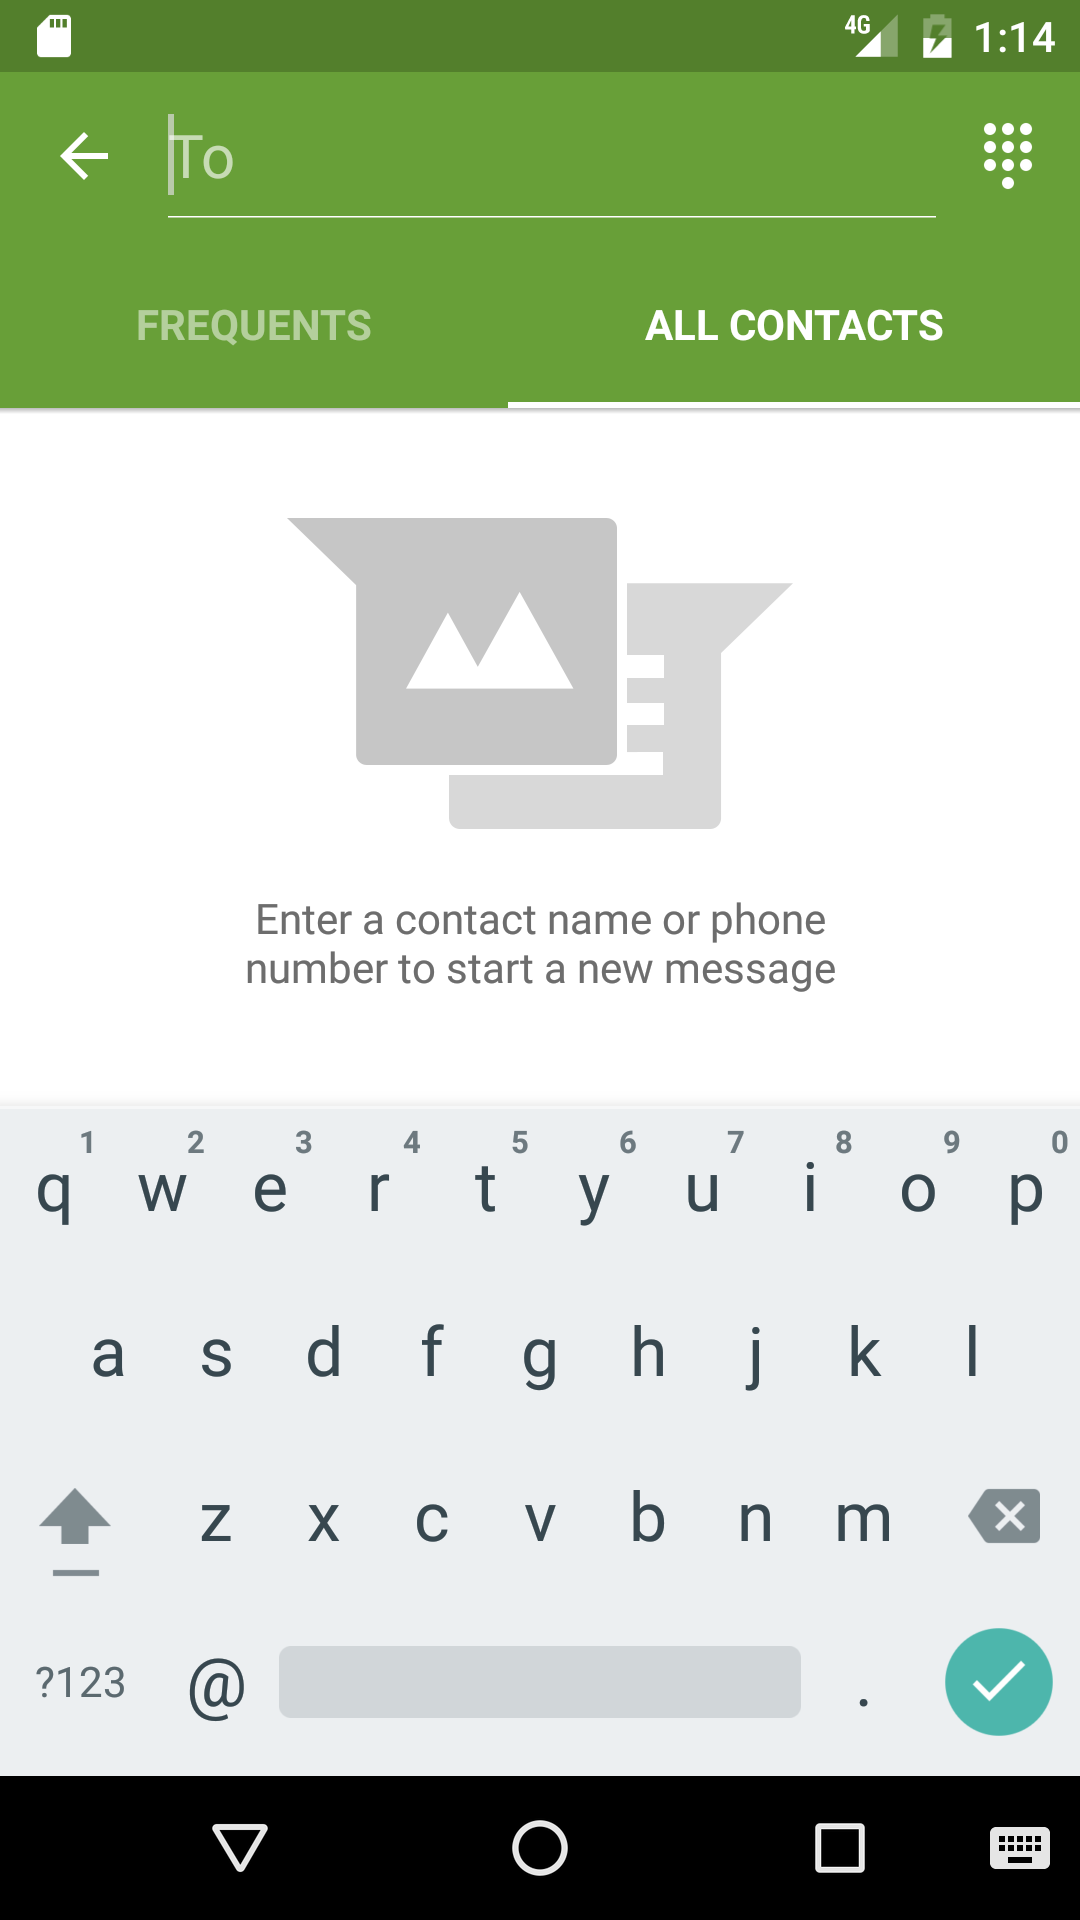 4G 1:14
To
FREQUENTS ALL CONTACTS
Enter a contact name or phone
number to start a new message
1 2 3 4 5 6 7 8 9 0
q w e r t y u i o p
a s d f g h j k l
z x c v b n m
?123 @ .